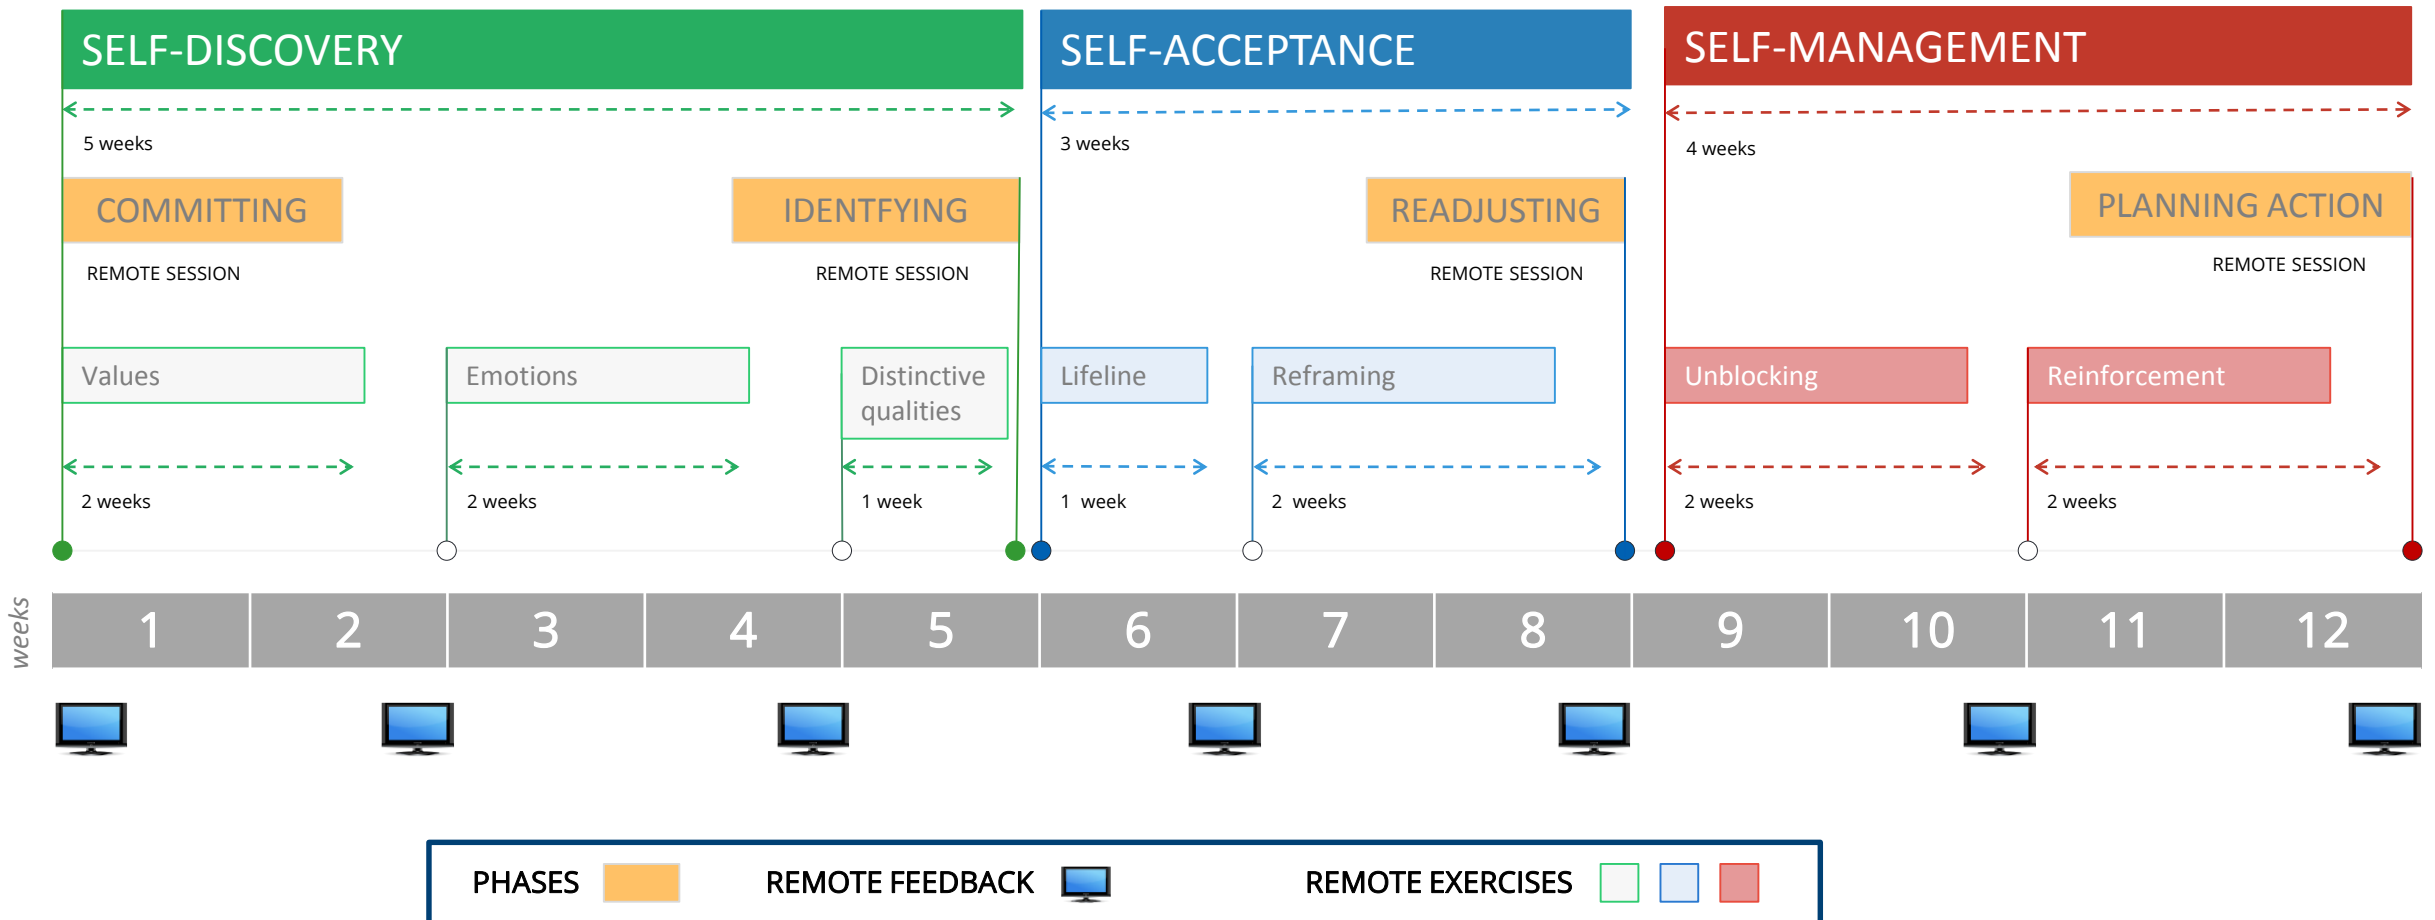 SELF-DISCOVERY
SELF-ACCEPTANCE
SELF-MANAGEMENT
5 weeks
3 weeks
4 weeks
COMMITTING
IDENTFYING
READJUSTING
PLANNING ACTION
REMOTE SESSION
REMOTE SESSION
REMOTE SESSION
REMOTE SESSION
Values
Emotions
Distinctive
qualities
Lifeline
Reframing
Unblocking
Reinforcement
2 weeks
2 weeks
1 week
1 week
2 weeks
2 weeks
2 weeks
weeks
1 2 3 4 5 6 7 8 9 10 11 12
PHASES
REMOTE FEEDBACK
REMOTE EXERCISES